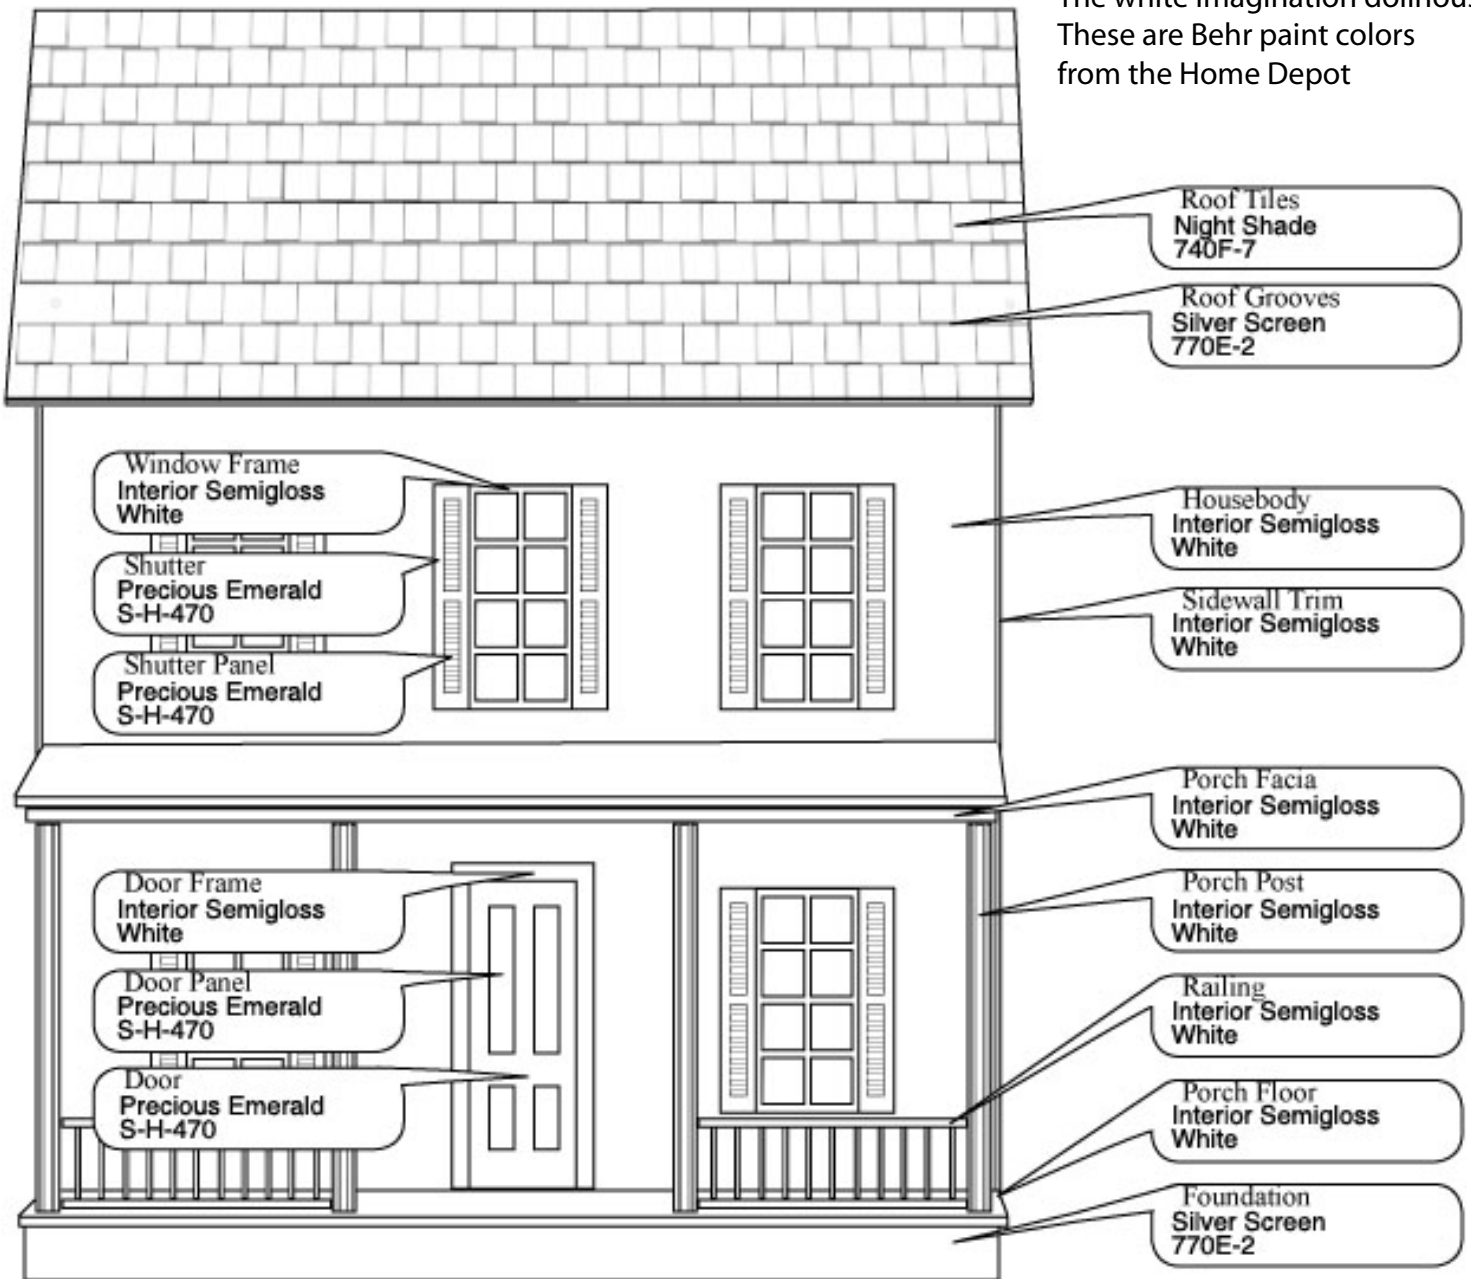 The white imagination
These are Behr paint colors
from the Home Depot
Roof Tiles
Night Shade
740F-7
Roof Grooves
Silver Screen
770E-2
Window Frame
Interior Semigloss
White
Shutter
Precious Emerald
S-H-470
Shutter Panel
Precious Emerald
S-H-470
Housebody
Interior Semigloss
White
Sidewall Trim
Interior Semigloss
White
Porch Facia
Interior Semigloss
White
Door Frame
Interior Semigloss
White
Door Panel
Precious Emerald
S-H-470
Door
Precious Emerald
S-H-470
Porch Post
Interior Semigloss
White
Railing
Interior Semigloss
White
Porch Floor
Interior Semigloss
White
Foundation
Silver Screen
770E-2